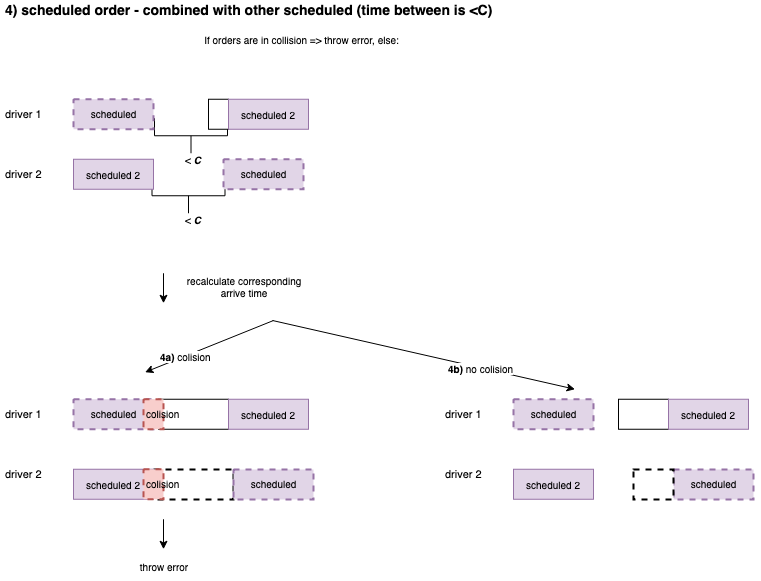 4) scheduled order - combined with other scheduled (time between is <C)
If orders are in collision => throw error, else:
driver 1
scheduled
scheduled 2
< C
driver 2
scheduled 2
scheduled
< C
recalculate corresponding
arrive time
4a) colision
4b) no colision
driver 1
scheduled
colision
scheduled 2
driver 1
scheduled
scheduled 2
driver 2
scheduled 2
colision
scheduled
driver 2
scheduled 2
scheduled
throw error